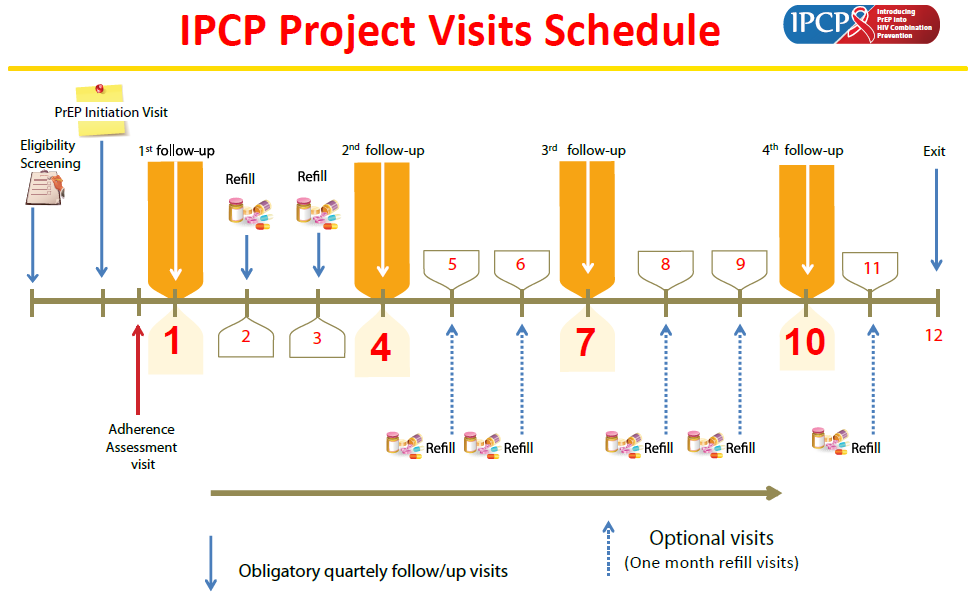 IPCP Project Visits Schedule
IPCP
Introducing
PrEP into
HIV Combination
Prevention
PrEP Initiation Visit
Eligibility
Screening
1st follow-up
Refill
Refill
2nd follow-up
3rd follow-up
4th follow-up
Exit
5
6
8
9
11
1
2
3
4
7
10
12
Adherence
Assessment
visit
Refill
Refill
Refill
Refill
Refill
Obligatory quartely follow/up visits
Optional visits
(One month refill visits)